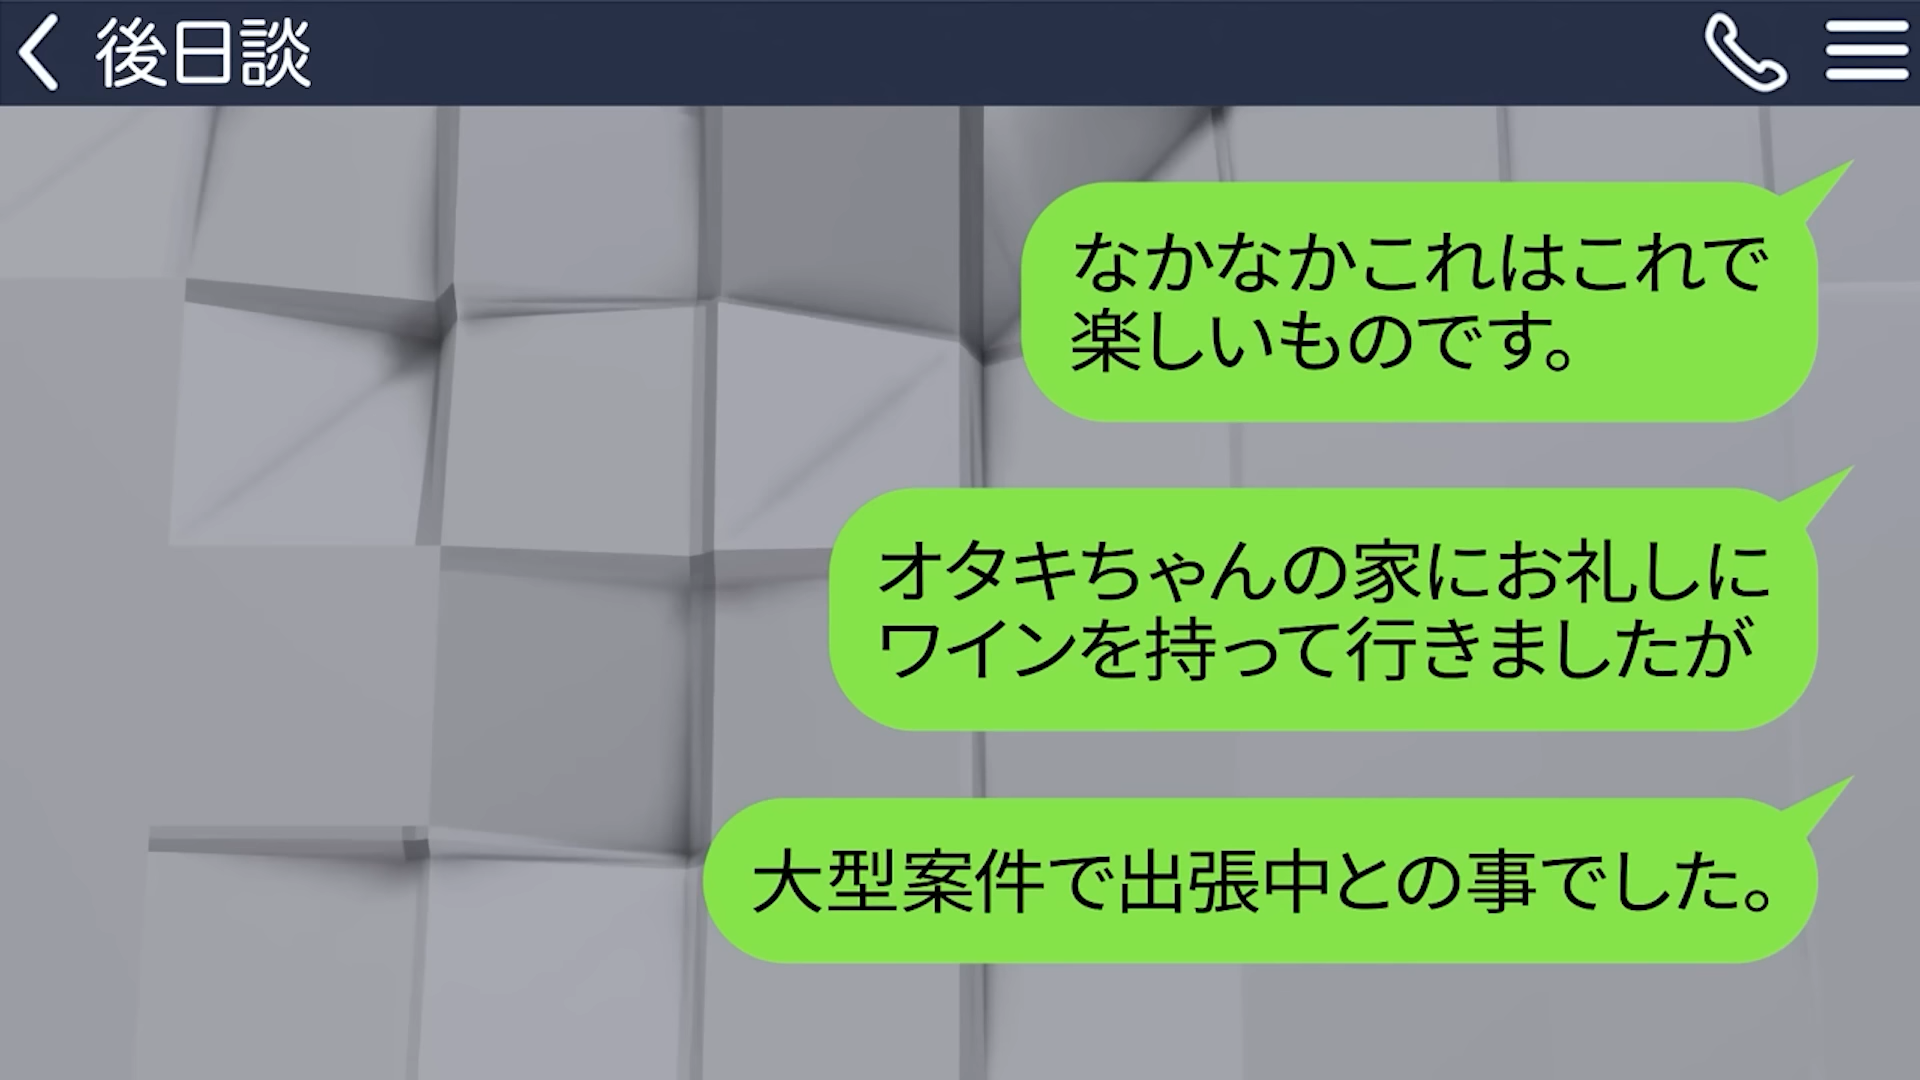 後日談
なかなかこれはこれで
楽しいものです。
オタキちゃんの家にお礼しに
ワインを持って行きましたが
大型案件で出張中との事でした。